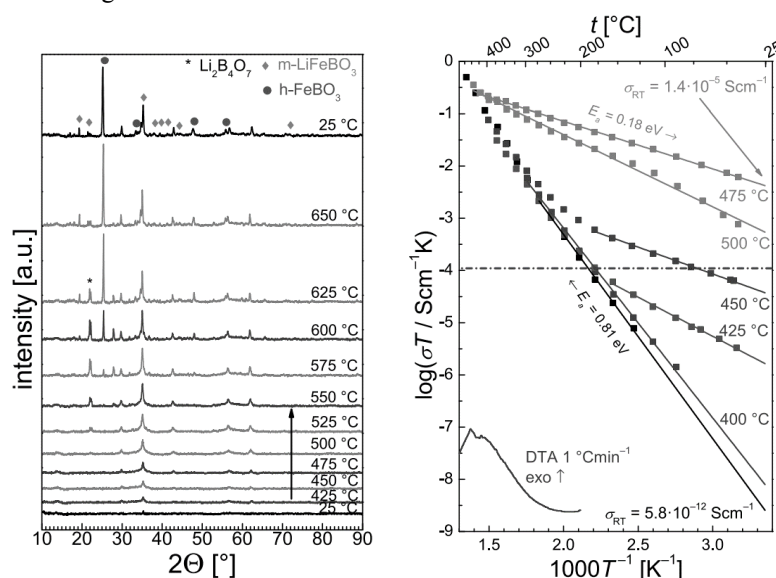 * Li₂B₄O₇
♦ m-LiFeBO₃
● h-FeBO₃
25 °C
650 °C
625 °C
*
600 °C
575 °C
550 °C
525 °C
500 °C
475 °C
450 °C
425 °C
25 °C
intensity [a.u.]
10 20 30 40 50 60 70 80 90
2Θ [°]
t [°C]
400 300 200 100 25
0
-1
-2
-3
-4
-5
-6
-7
-8
-9
log(σT / Scm⁻¹K)
σRT = 1.4·10⁻⁵ Scm⁻¹
Eₐ = 0.18 eV →
475 °C
500 °C
450 °C
425 °C
← Eₐ = 0.81 eV
400 °C
DTA 1 °Cmin⁻¹
exo ↑
σRT = 5.8·10⁻¹² Scm⁻¹
1.5 2.0 2.5 3.0
1000T⁻¹ [K⁻¹]